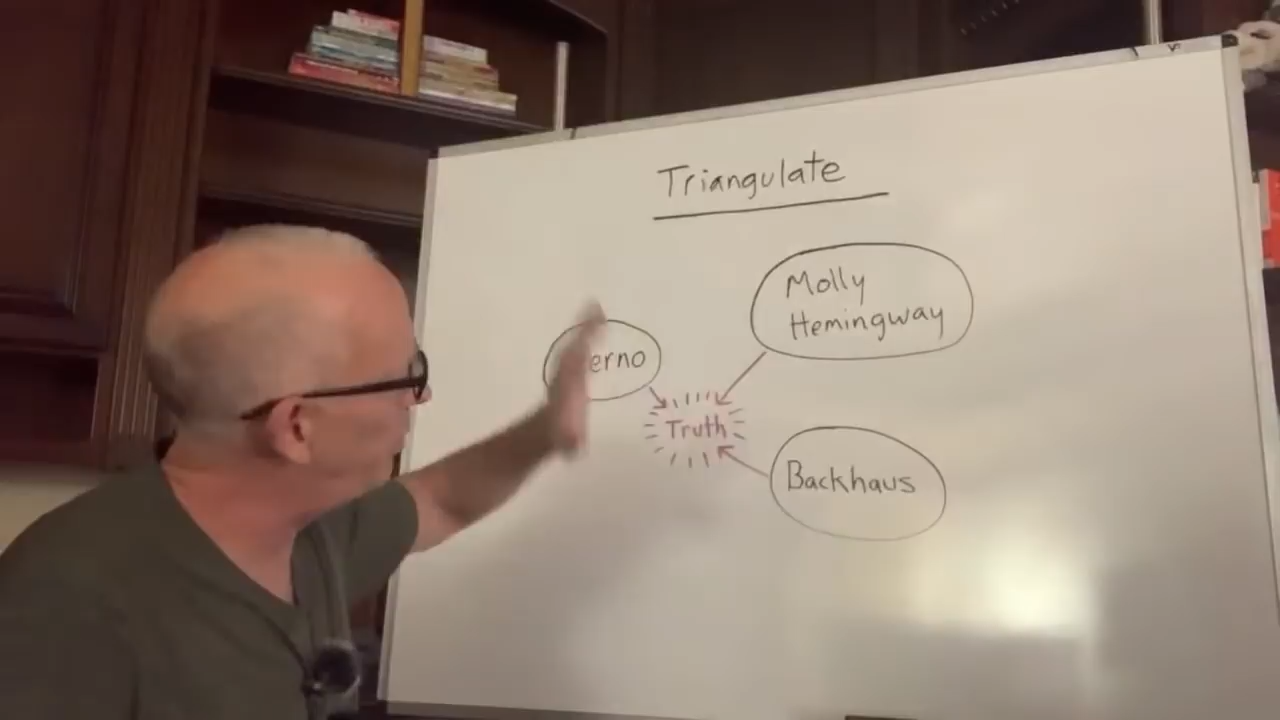 Triangulate
Molly
Hemingway
erno
Truth
Backhaus